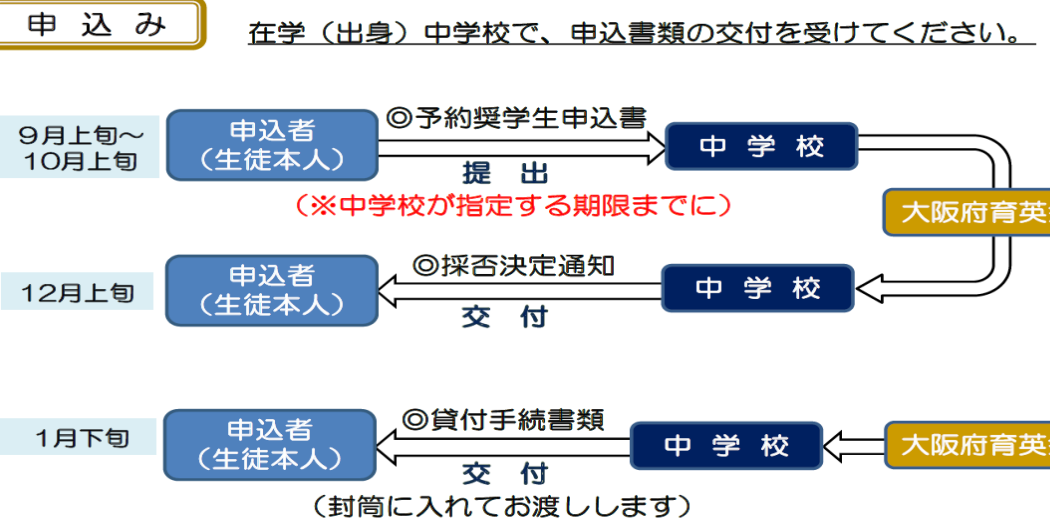 申 込 み
在学（出身）中学校で、申込書類の交付を受けてください。
9月上旬～
10月上旬
申込者
（生徒本人）
◎予約奨学生申込書
提 出
中 学 校
（※中学校が指定する期限までに）
大阪府育英
12月上旬
申込者
（生徒本人）
◎採否決定通知
交 付
中 学 校
1月下旬
申込者
（生徒本人）
◎貸付手続書類
交 付
中 学 校
大阪府育英
（封筒に入れてお渡しします）